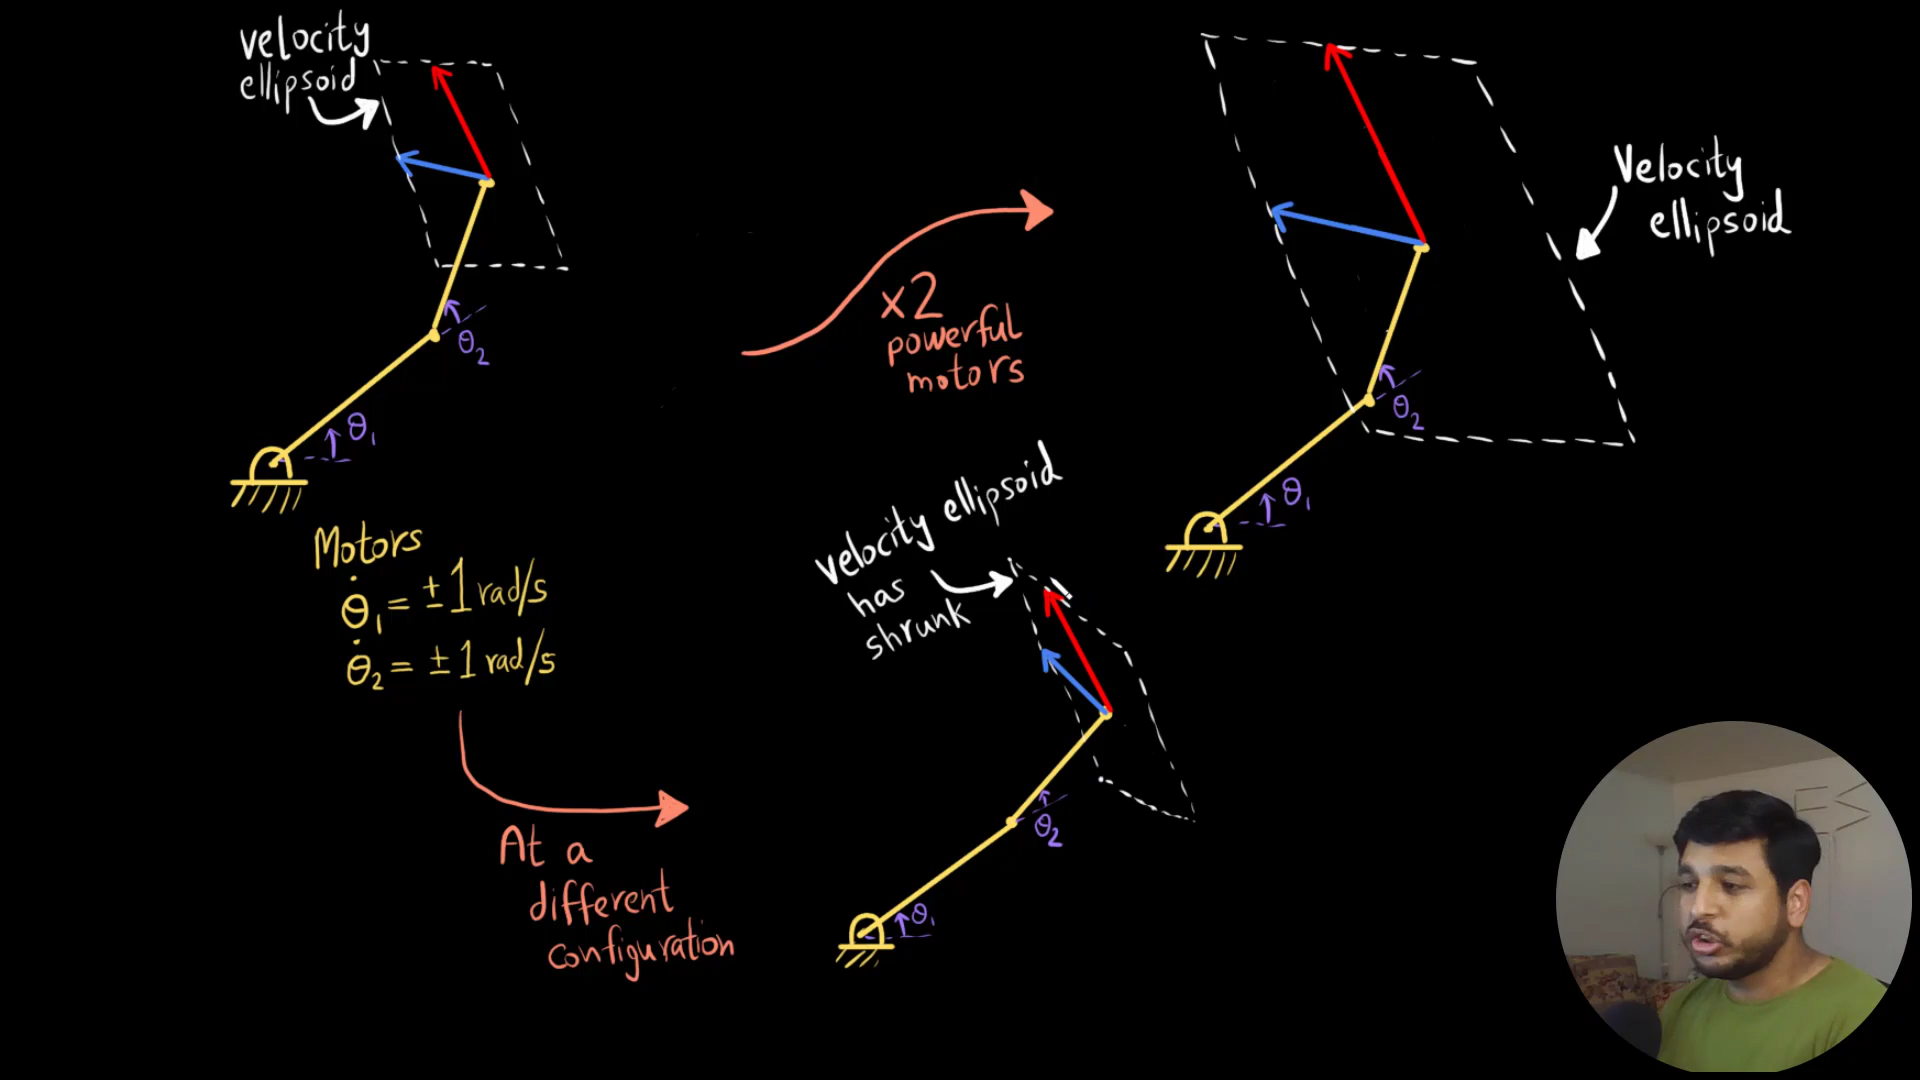 velocity
ellipsoid
θ₂
θ₁
Motors
θ̇₁ = ±1 rad/s
θ̇₂ = ±1 rad/s
x2
powerful
motors
Velocity
ellipsoid
θ₂
θ₁
velocity ellipsoid
has
shrunk
θ₂
θ₁
At a
different
configuration